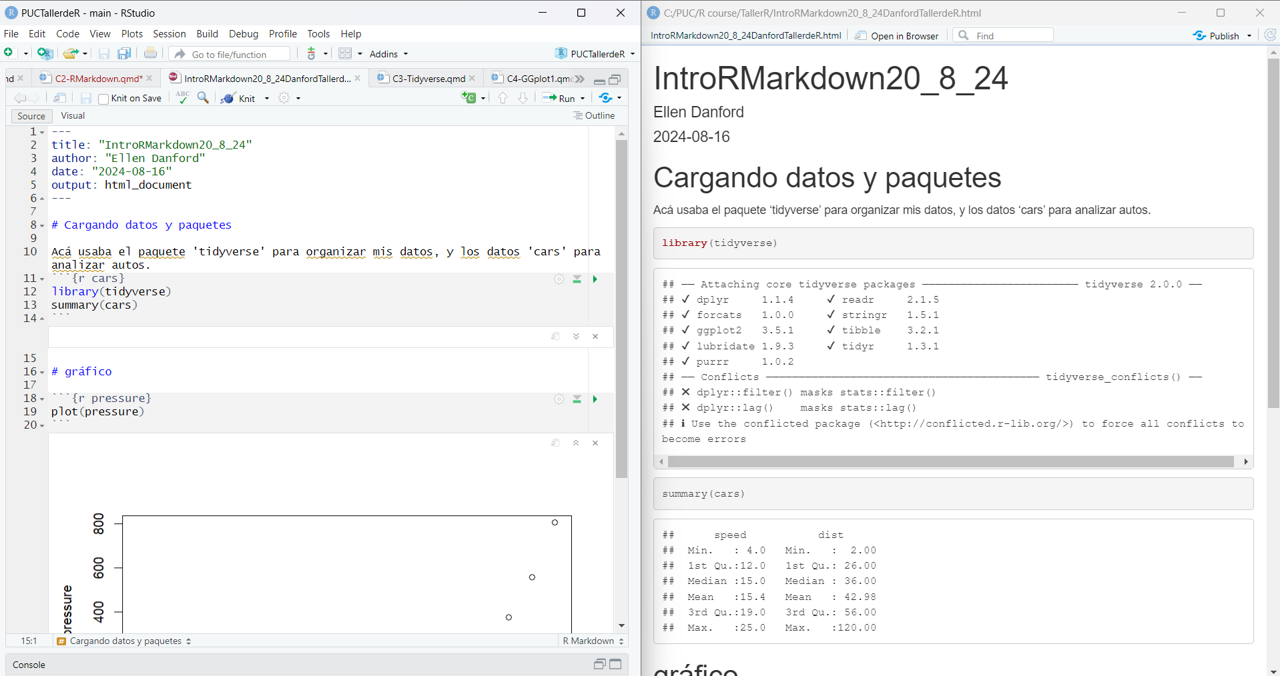 PUCTallerdeR - main - RStudio
File Edit Code View Plots Session Build Debug Profile Tools Help
Go to file/function Addins PUCTallerdeR
C2-RMarkdown.qmd* IntroRMarkdown20_8_24DanfordTallerd... C3-Tidyverse.qmd C4-GGplot1.qmd
Knit on Save ABC Knit Run
Source Visual Outline
1 ---
2 title: "IntroRMarkdown20_8_24"
3 author: "Ellen Danford"
4 date: "2024-08-16"
5 output: html_document
6 ---
7
8 # Cargando datos y paquetes
9
10 Acá usaba el paquete 'tidyverse' para organizar mis datos, y los datos 'cars' para
analizar autos.
11 ```{r cars}
12 library(tidyverse)
13 summary(cars)
14 ```
15
16 # gráfico
17
18 ```{r pressure}
19 plot(pressure)
20 ```
800
600
400
pressure
15:1 Cargando datos y paquetes R Markdown
Console
C:/PUC/R course/TallerR/IntroRMarkdown20_8_24DanfordTallerdeR.html
IntroRMarkdown20_8_24DanfordTallerdeR.html Open in Browser Find Publish
IntroRMarkdown20_8_24
Ellen Danford
2024-08-16
Cargando datos y paquetes
Acá usaba el paquete ‘tidyverse’ para organizar mis datos, y los datos ‘cars’ para analizar autos.
library(tidyverse)
## ── Attaching core tidyverse packages ──────────────────────── tidyverse 2.0.0 ──
## ✔ dplyr 1.1.4 ✔ readr 2.1.5
## ✔ forcats 1.0.0 ✔ stringr 1.5.1
## ✔ ggplot2 3.5.1 ✔ tibble 3.2.1
## ✔ lubridate 1.9.3 ✔ tidyr 1.3.1
## ✔ purrr 1.0.2
## ── Conflicts ────────────────────────────────────────── tidyverse_conflicts() ──
## ✖ dplyr::filter() masks stats::filter()
## ✖ dplyr::lag() masks stats::lag()
## ℹ Use the conflicted package (<http://conflicted.r-lib.org/>) to force all conflicts to
become errors
summary(cars)
## speed dist
## Min. : 4.0 Min. : 2.00
## 1st Qu.:12.0 1st Qu.: 26.00
## Median :15.0 Median : 36.00
## Mean :15.4 Mean : 42.98
## 3rd Qu.:19.0 3rd Qu.: 56.00
## Max. :25.0 Max. :120.00
gráfico